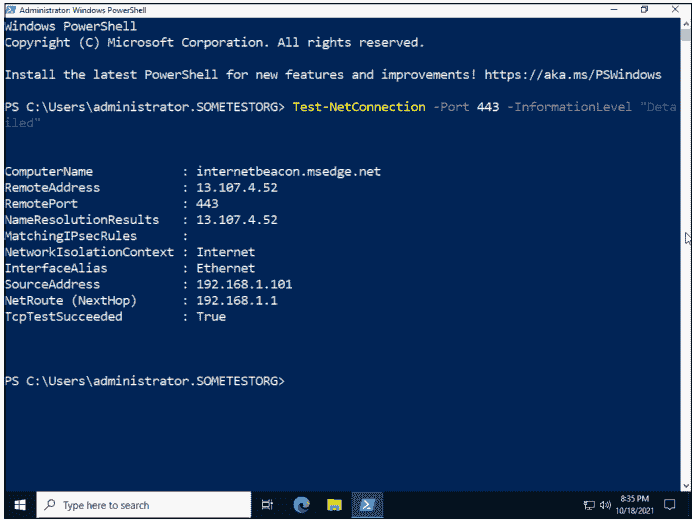 Administrator: Windows PowerShell
Windows PowerShell
Copyright (C) Microsoft Corporation. All rights reserved.
Install the latest PowerShell for new features and improvements! https://aka.ms/PSWindows
PS C:\Users\administrator.SOMETESTORG> Test-NetConnection -Port 443 -InformationLevel "Deta
iled"
ComputerName : internetbeacon.msedge.net
RemoteAddress : 13.107.4.52
RemotePort : 443
NameResolutionResults : 13.107.4.52
MatchingIPsecRules :
NetworkIsolationContext : Internet
InterfaceAlias : Ethernet
SourceAddress : 192.168.1.101
NetRoute (NextHop) : 192.168.1.1
TcpTestSucceeded : True
PS C:\Users\administrator.SOMETESTORG>
Type here to search
8:35 PM
10/18/2021